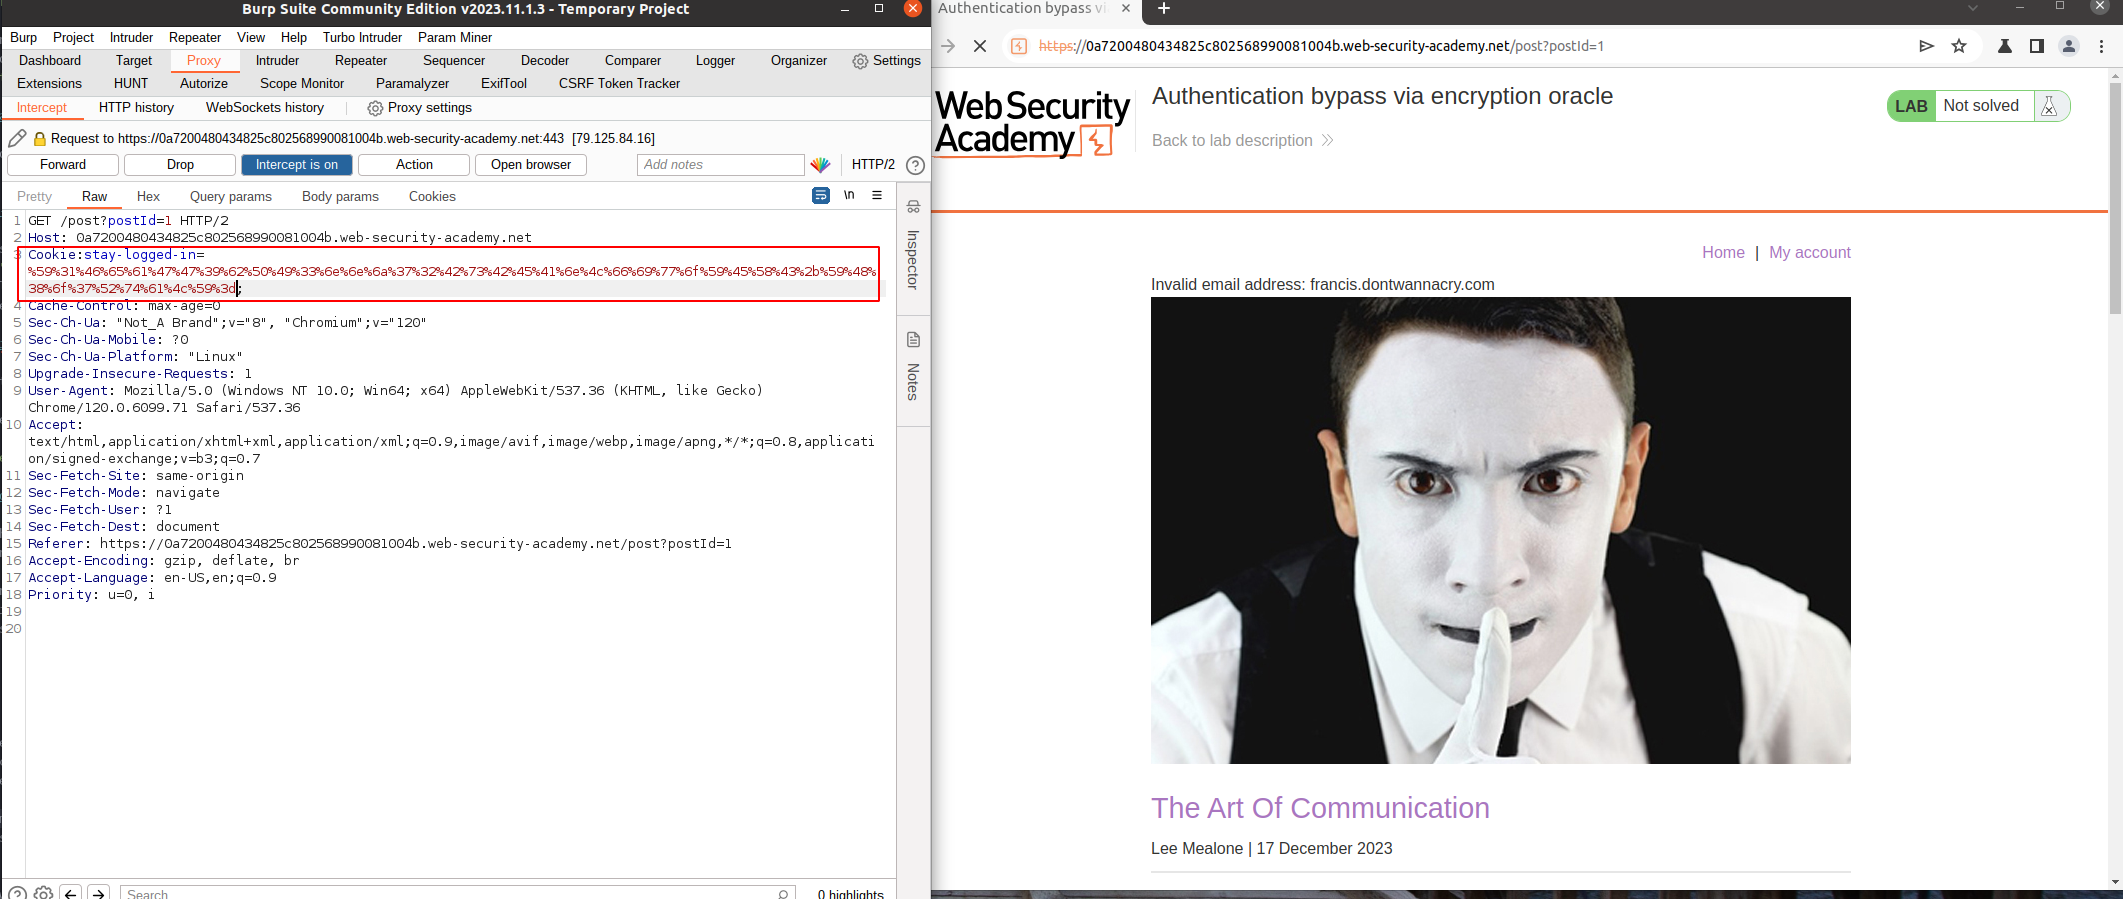 Burp Suite Community Edition v2023.11.1.3 - Temporary Project
Burp Project Intruder Repeater View Help Turbo Intruder Param Miner
Dashboard Target Proxy Intruder Repeater Sequencer Decoder Comparer Logger Organizer Settings
Extensions HUNT Autorize Scope Monitor Paramalyzer ExifTool CSRF Token Tracker
Intercept HTTP history WebSockets history Proxy settings
Request to https://0a7200480434825c802568990081004b.web-security-academy.net:443 [79.125.84.16]
Forward Drop Intercept is on Action Open browser Add notes HTTP/2
Pretty Raw Hex Query params Body params Cookies \n
1 GET /post?postId=1 HTTP/2
2 Host: 0a7200480434825c802568990081004b.web-security-academy.net
3 Cookie:stay-logged-in=
%59%31%46%65%61%47%47%39%62%50%49%33%6e%6e%6a%37%32%42%73%42%45%41%6e%4c%66%69%77%6f%59%45%58%43%2b%59%48%
38%6f%37%52%74%61%4c%59%3d;
4 Cache-Control: max-age=0
5 Sec-Ch-Ua: "Not_A Brand";v="8", "Chromium";v="120"
6 Sec-Ch-Ua-Mobile: ?0
7 Sec-Ch-Ua-Platform: "Linux"
8 Upgrade-Insecure-Requests: 1
9 User-Agent: Mozilla/5.0 (Windows NT 10.0; Win64; x64) AppleWebKit/537.36 (KHTML, like Gecko)
Chrome/120.0.6099.71 Safari/537.36
10 Accept:
text/html,application/xhtml+xml,application/xml;q=0.9,image/avif,image/webp,image/apng,*/*;q=0.8,applicati
on/signed-exchange;v=b3;q=0.7
11 Sec-Fetch-Site: same-origin
12 Sec-Fetch-Mode: navigate
13 Sec-Fetch-User: ?1
14 Sec-Fetch-Dest: document
15 Referer: https://0a7200480434825c802568990081004b.web-security-academy.net/post?postId=1
16 Accept-Encoding: gzip, deflate, br
17 Accept-Language: en-US,en;q=0.9
18 Priority: u=0, i
19
20
Inspector
Notes
Search 0 highlights
Authentication bypass vi
https://0a7200480434825c802568990081004b.web-security-academy.net/post?postId=1
Web Security
Academy
Authentication bypass via encryption oracle
Back to lab description
LAB Not solved
Home | My account
Invalid email address: francis.dontwannacry.com
The Art Of Communication
Lee Mealone | 17 December 2023